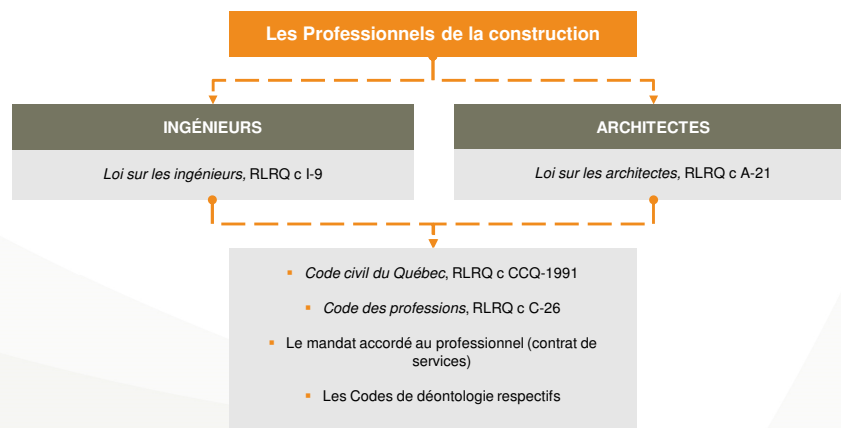 Les Professionnels de la construction
INGÉNIEURS
Loi sur les ingénieurs, RLRQ c I-9
ARCHITECTES
Loi sur les architectes, RLRQ c A-21
▪ Code civil du Québec, RLRQ c CCQ-1991
▪ Code des professions, RLRQ c C-26
▪ Le mandat accordé au professionnel (contrat de
services)
▪ Les Codes de déontologie respectifs